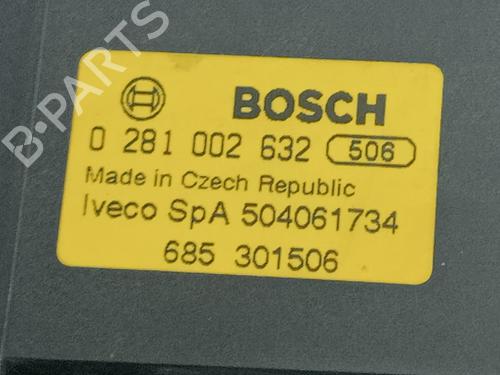 B-PARTS
BOSCH
0 281 002 632 506
Made in Czech Republic
Iveco SpA 504061734
685 301506